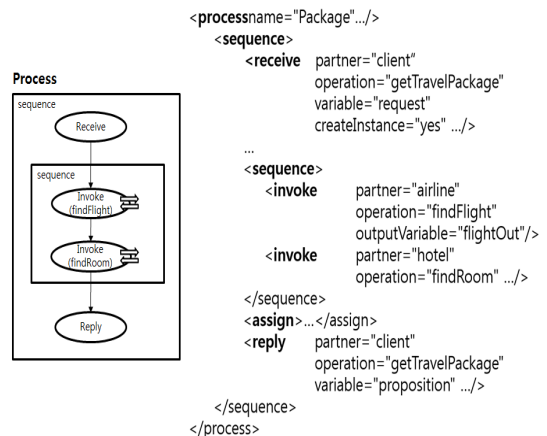 Process
sequence
Receive
sequence
Invoke
(findFlight)
Invoke
(findRoom)
Reply
<processname="Package".../>
<sequence>
<receive partner="client"
operation="getTravelPackage"
variable="request"
createInstance="yes" .../>
...
<sequence>
<invoke partner="airline"
operation="findFlight"
outputVariable="flightOut"/>
<invoke partner="hotel"
operation="findRoom" .../>
</sequence>
<assign>...</assign>
<reply partner="client"
operation="getTravelPackage"
variable="proposition" .../>
</sequence>
</process>